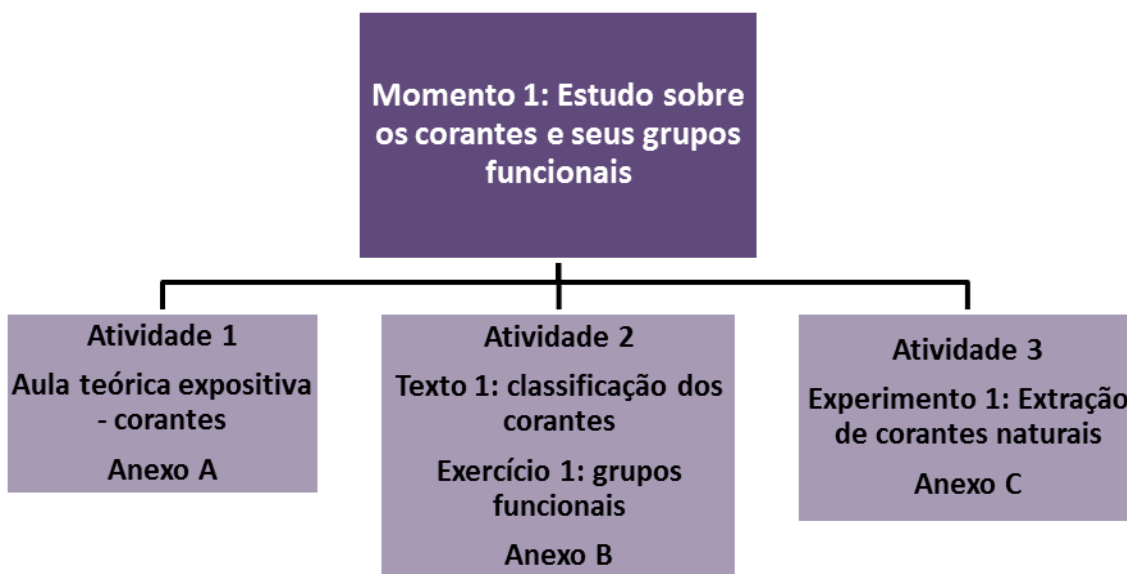 Momento 1: Estudo sobre
os corantes e seus grupos
funcionais
Atividade 1
Aula teórica expositiva
- corantes
Anexo A
Atividade 2
Texto 1: classificação dos
corantes
Exercício 1: grupos
funcionais
Anexo B
Atividade 3
Experimento 1: Extração
de corantes naturais
Anexo C